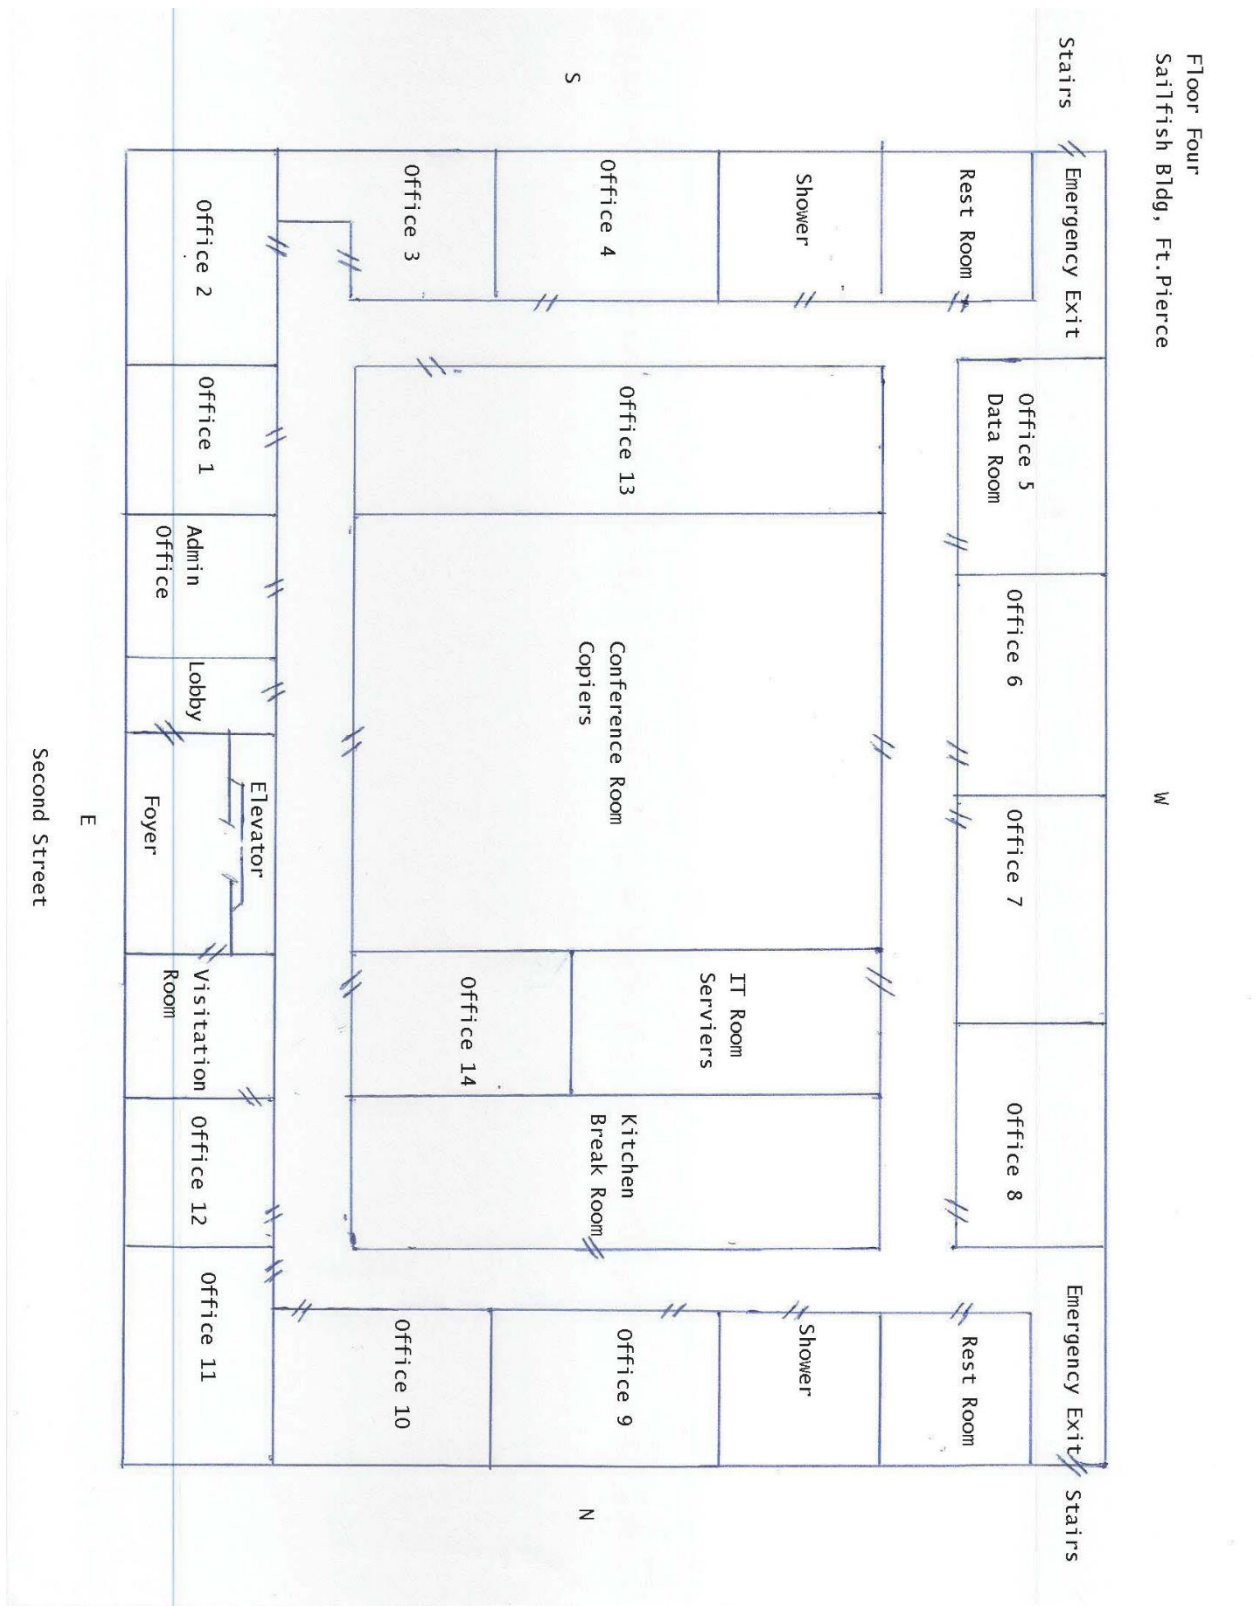 Floor Four
Sailfish Bldg, Ft.Pierce
W
Stairs
Emergency Exit
Office 5
Data Room
Office 6
Office 7
Office 8
Emergency Exit
Stairs
Rest Room
Shower
Office 4
Office 3
S
Office 13
Conference Room
Copiers
IT Room
Serviers
Office 14
Kitchen
Break Room
Rest Room
Shower
Office 9
Office 10
N
Office 2
Office 1
Admin
Office
Lobby
Elevator
Foyer
Visitation
Room
Office 12
Office 11
E
Second Street